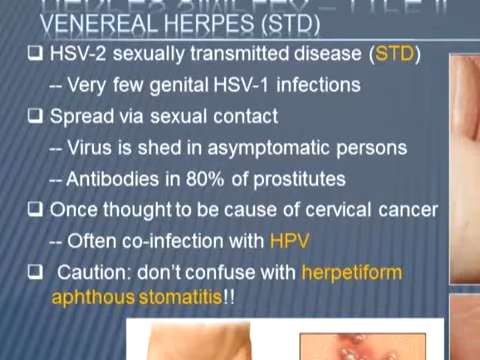 VENEREAL HERPES (STD)
❑ HSV-2 sexually transmitted disease (STD)
-- Very few genital HSV-1 infections
❑ Spread via sexual contact
-- Virus is shed in asymptomatic persons
-- Antibodies in 80% of prostitutes
❑ Once thought to be cause of cervical cancer
-- Often co-infection with HPV
❑ Caution: don't confuse with herpetiform
aphthous stomatitis!!